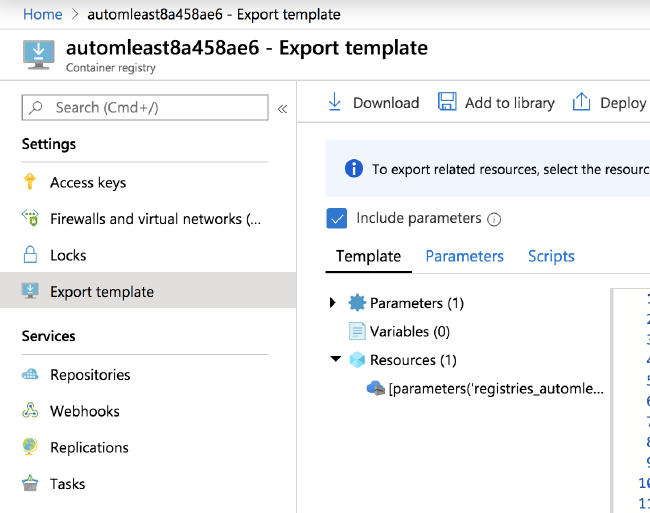 Home > automleast8a458ae6 - Export template
automleast8a458ae6 - Export template
Container registry
Search (Cmd+/)
«
Download
Add to library
Deploy
Settings
Access keys
Firewalls and virtual networks (...
Locks
Export template
Services
Repositories
Webhooks
Replications
Tasks
To export related resources, select the resourc
Include parameters
Template
Parameters
Scripts
Parameters (1)
Variables (0)
Resources (1)
[parameters('registries_automle...
1
2
3
4
5
6
7
8
9
10
11